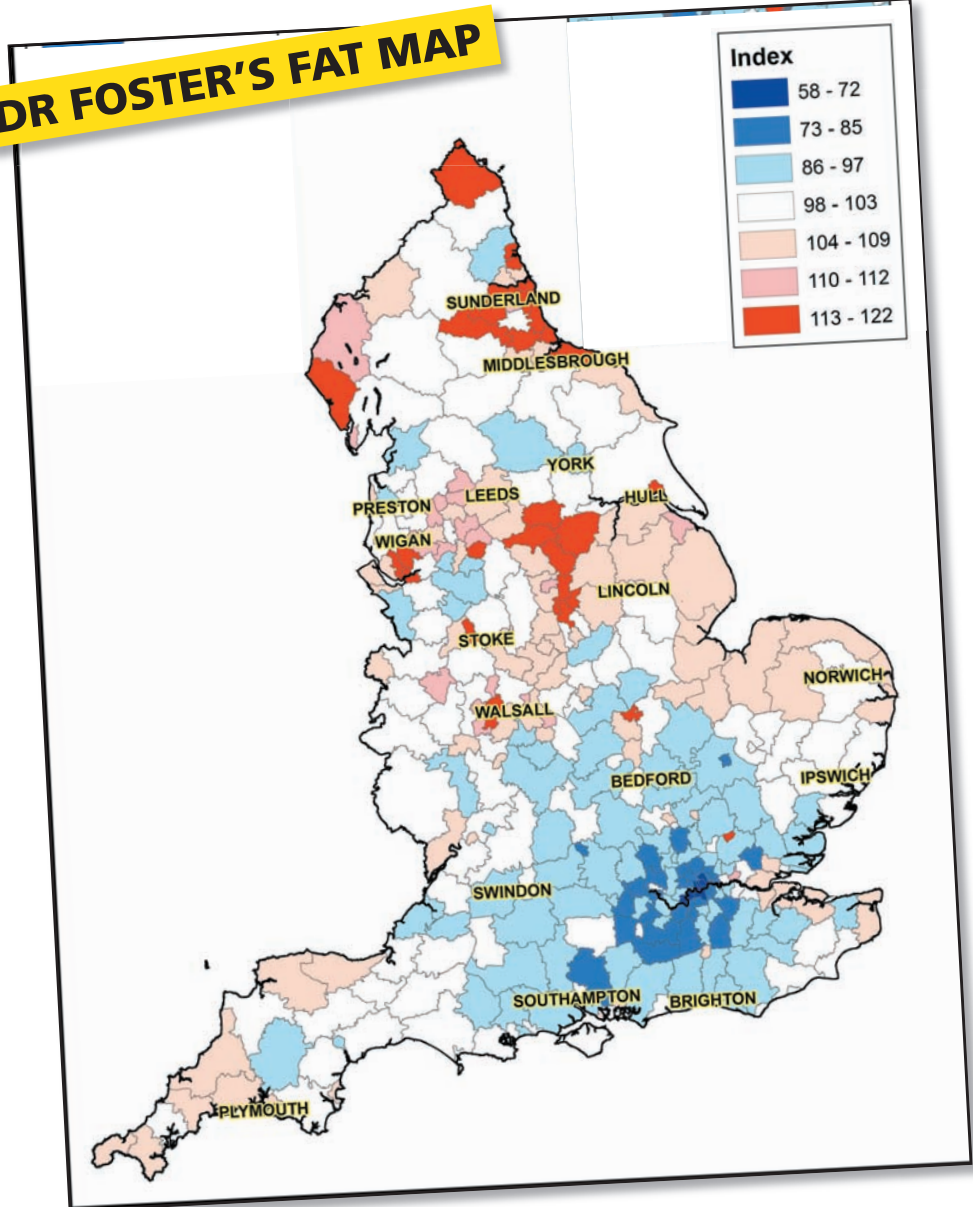 DR FOSTER'S FAT MAP
Index
58 - 72
73 - 85
86 - 97
98 - 103
104 - 109
110 - 112
113 - 122
SUNDERLAND
MIDDLESBROUGH
YORK
LEEDS
HULL
PRESTON
WIGAN
LINCOLN
STOKE
NORWICH
WALSALL
BEDFORD
IPSWICH
SWINDON
SOUTHAMPTON
BRIGHTON
PLYMOUTH